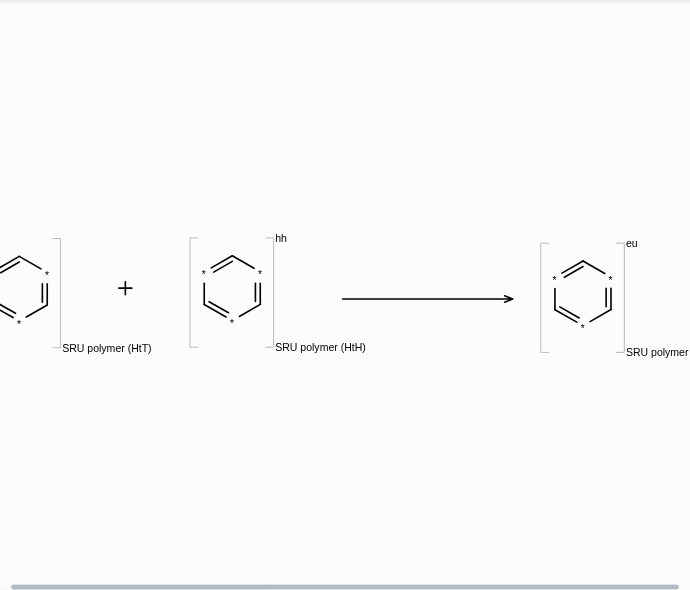 hh
eu
*
*
*
*
*
*
*
*
+
SRU polymer (HtT)
SRU polymer (HtH)
SRU polymer